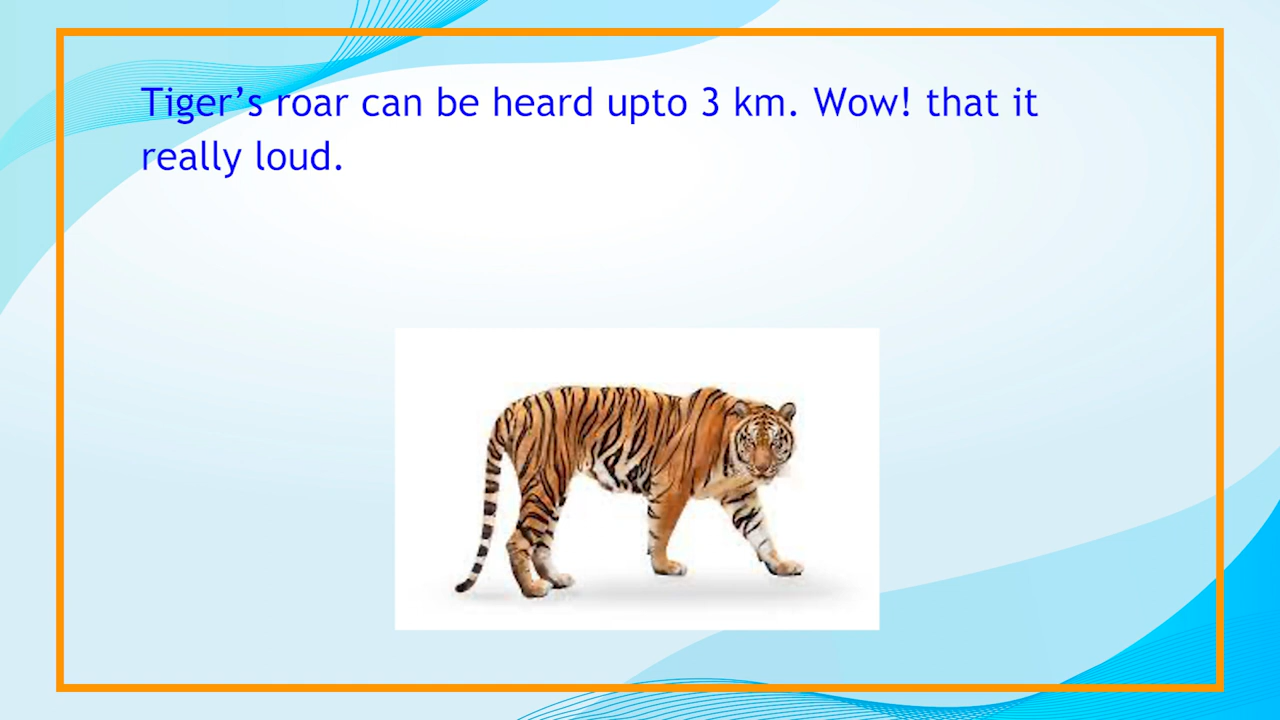 Tiger’s roar can be heard upto 3 km. Wow! that it
really loud.